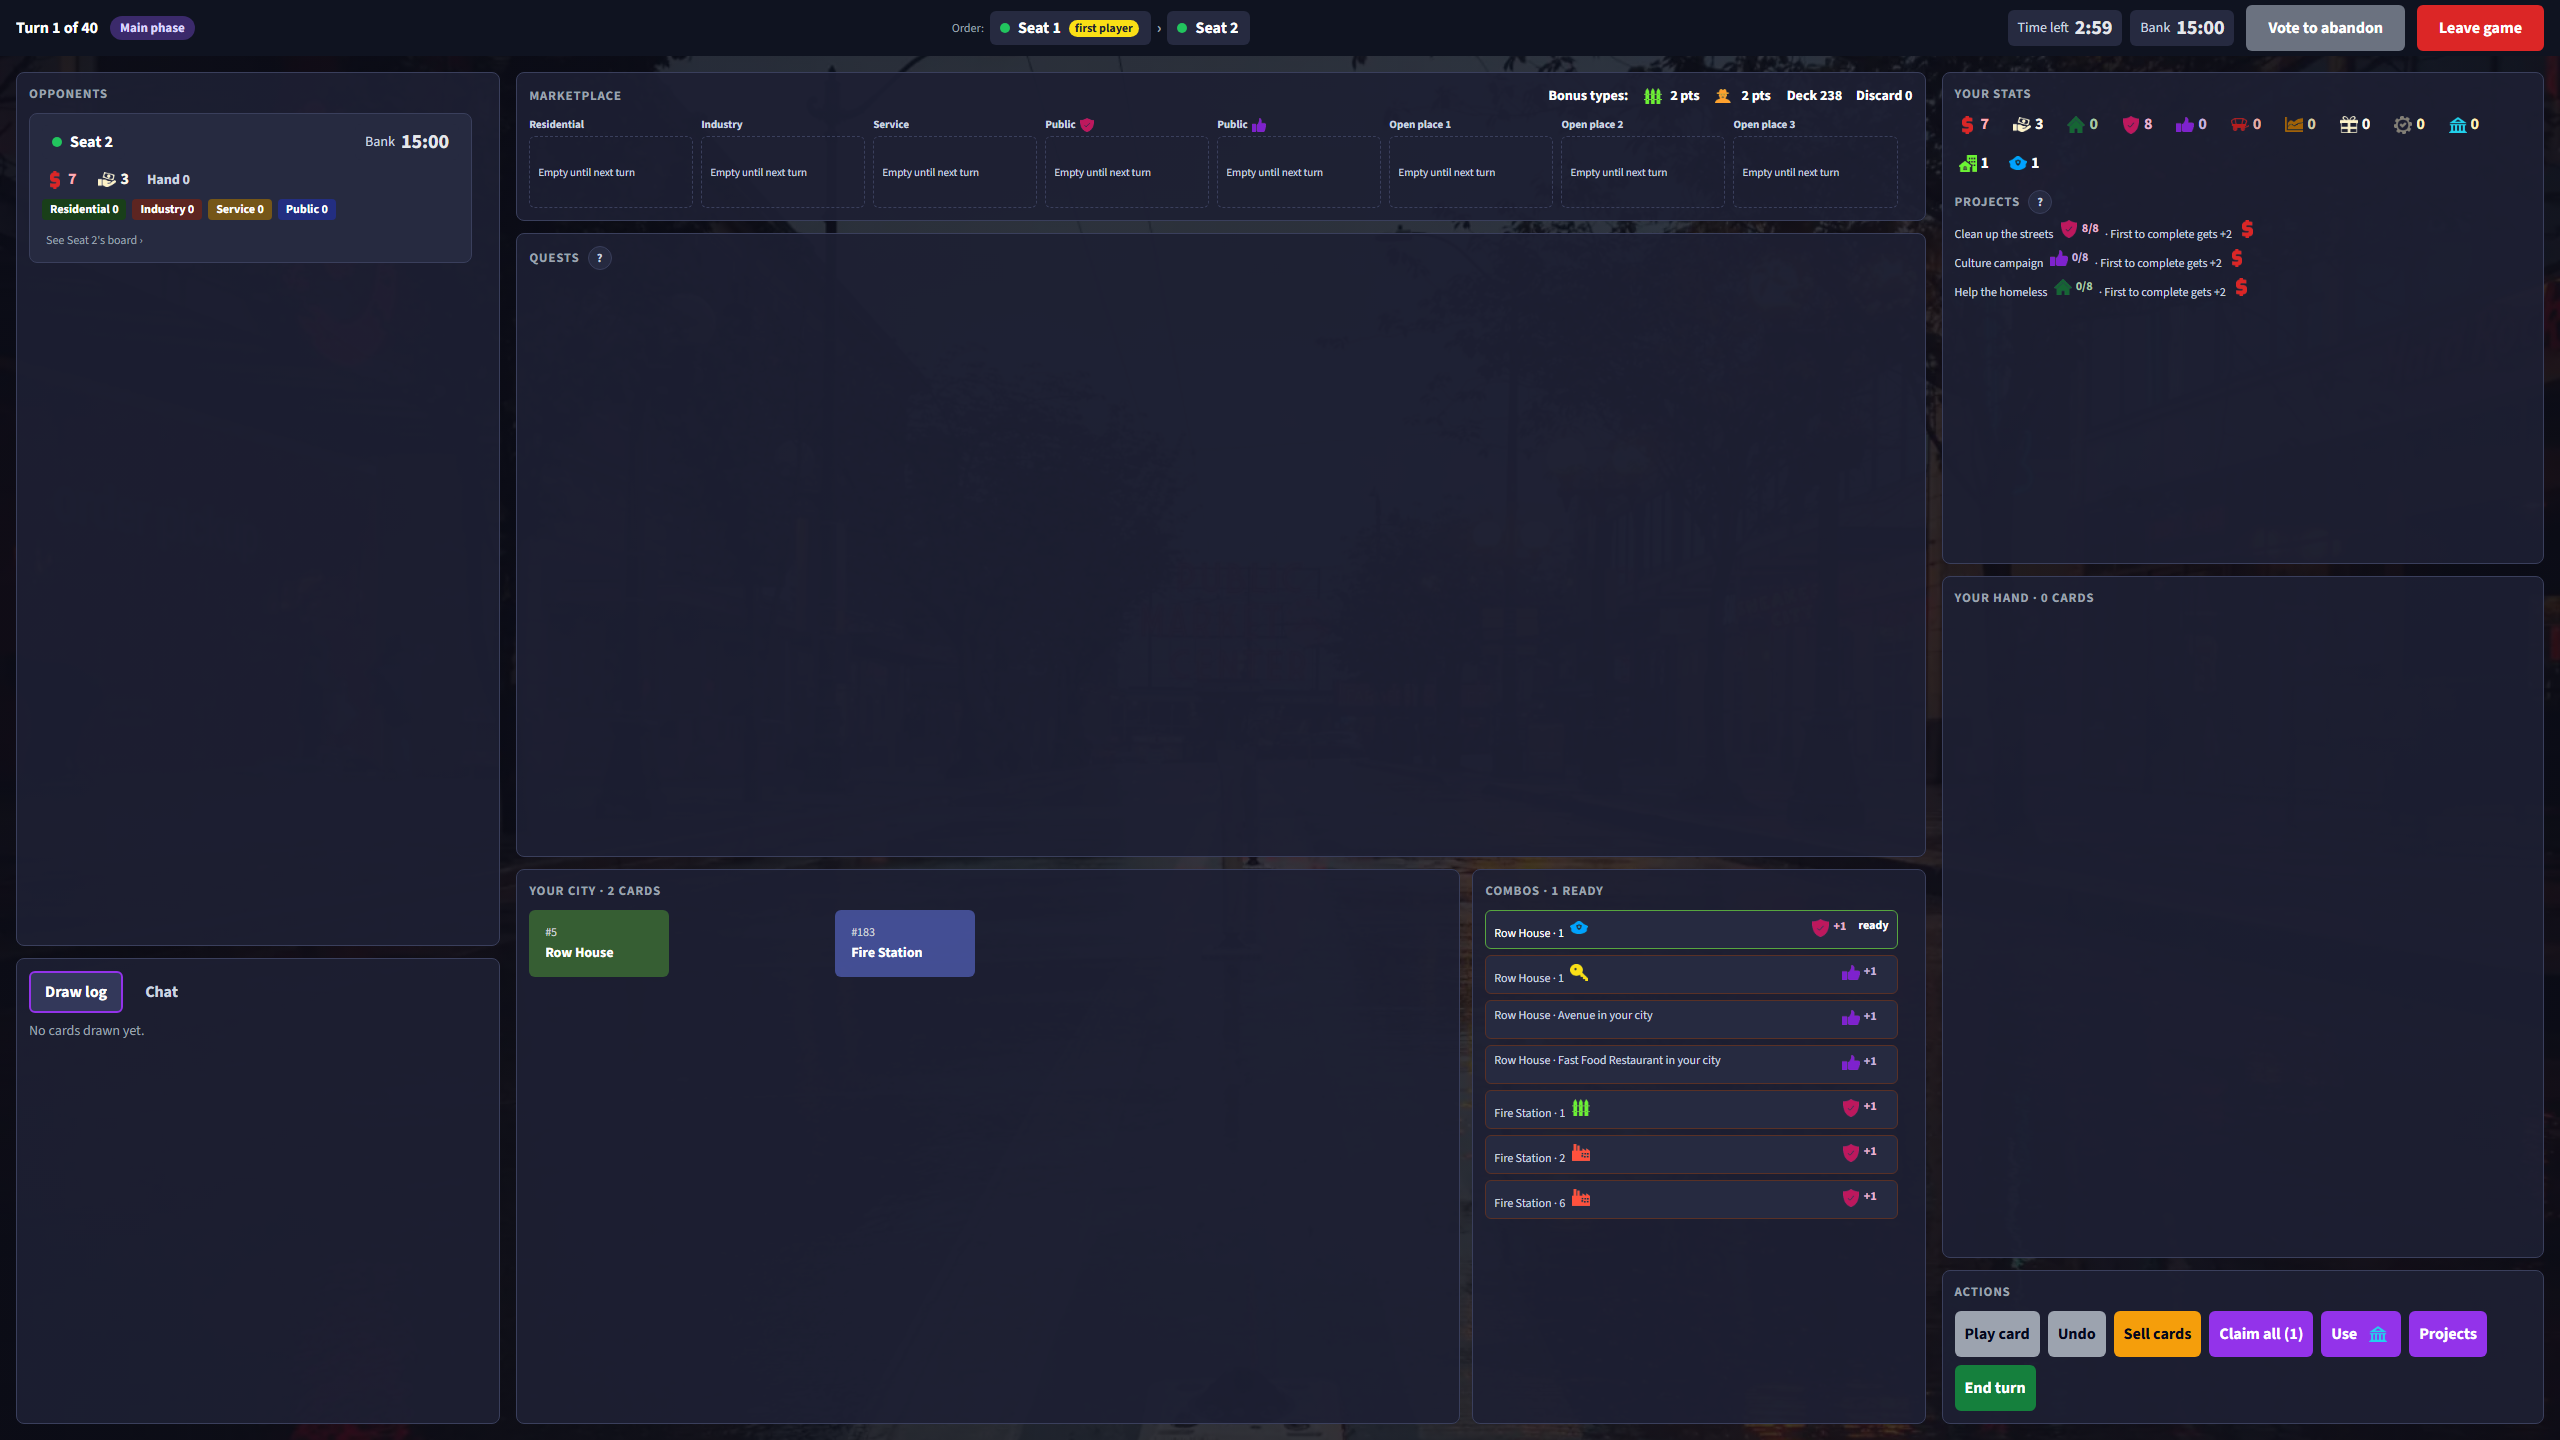 Turn 1 of 40 Main phase
Order: Seat 1 first player › Seat 2
Time left 2:59 Bank 15:00 Vote to abandon Leave game
OPPONENTS
Seat 2 Bank 15:00
7 3 Hand 0
Residential 0 Industry 0 Service 0 Public 0
See Seat 2's board ›
Draw log Chat
No cards drawn yet.
MARKETPLACE
Bonus types: 2 pts 2 pts Deck 238 Discard 0
Residential Industry Service Public Public Open place 1 Open place 2 Open place 3
Empty until next turn Empty until next turn Empty until next turn Empty until next turn Empty until next turn Empty until next turn Empty until next turn Empty until next turn
QUESTS ?
YOUR CITY · 2 CARDS
#5
Row House
#183
Fire Station
COMBOS · 1 READY
Row House · 1 +1 ready
Row House · 1 +1
Row House · Avenue in your city +1
Row House · Fast Food Restaurant in your city +1
Fire Station · 1 +1
Fire Station · 2 +1
Fire Station · 6 +1
YOUR STATS
7 3 0 8 0 0 0 0 0 0
1 1
PROJECTS ?
Clean up the streets 8/8 · First to complete gets +2
Culture campaign 0/8 · First to complete gets +2
Help the homeless 0/8 · First to complete gets +2
YOUR HAND · 0 CARDS
ACTIONS
Play card Undo Sell cards Claim all (1) Use Projects
End turn